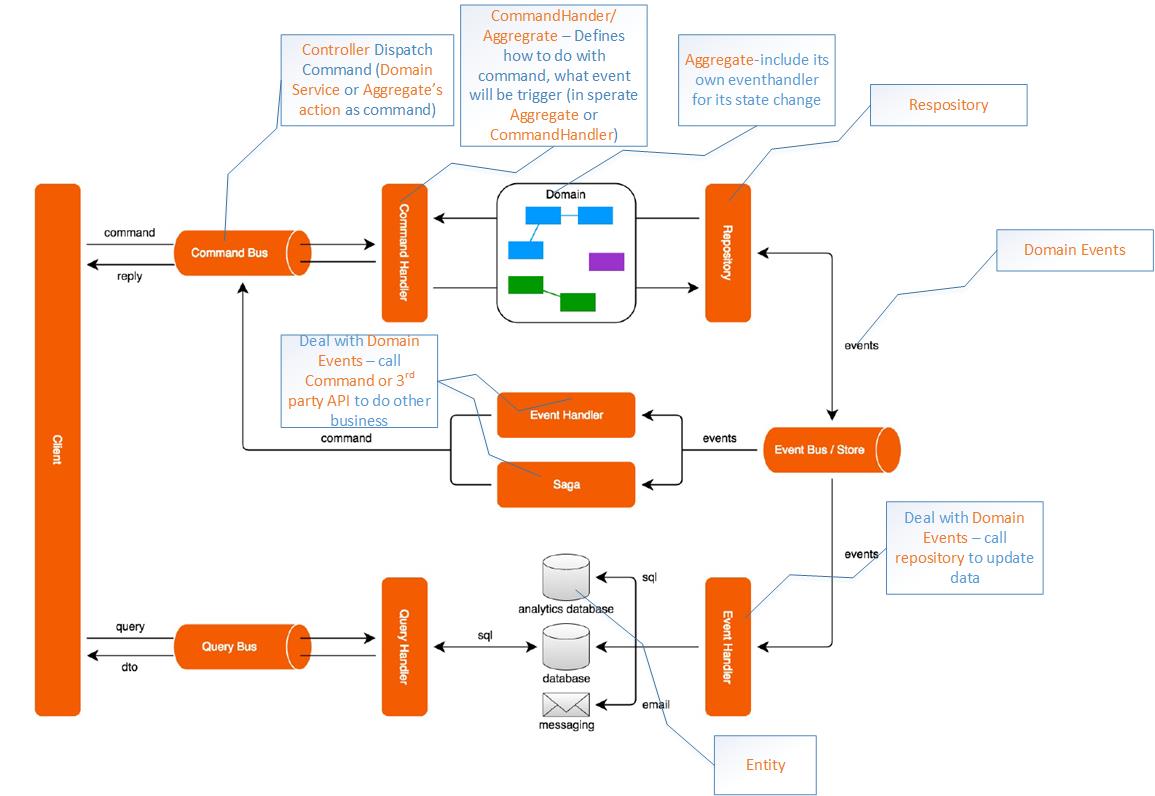 Controller Dispatch
Command (Domain
Service or Aggregate's
action as command)
CommandHander/
Aggregrate – Defines
how to do with
command, what event
will be trigger (in sperate
Aggregate or
CommandHandler)
Aggregate-include its
own eventhandler
for its state change
Respository
Domain Events
Client
command
reply
Command Bus
Command Handler
Domain
Repository
events
Deal with Domain
Events – call
Command or 3rd
party API to do other
business
command
Event Handler
Saga
events
Event Bus / Store
Deal with Domain
Events – call
repository to update
data
events
query
dto
Query Bus
Query Handler
sql
analytics database
database
messaging
sql
email
Event Handler
Entity